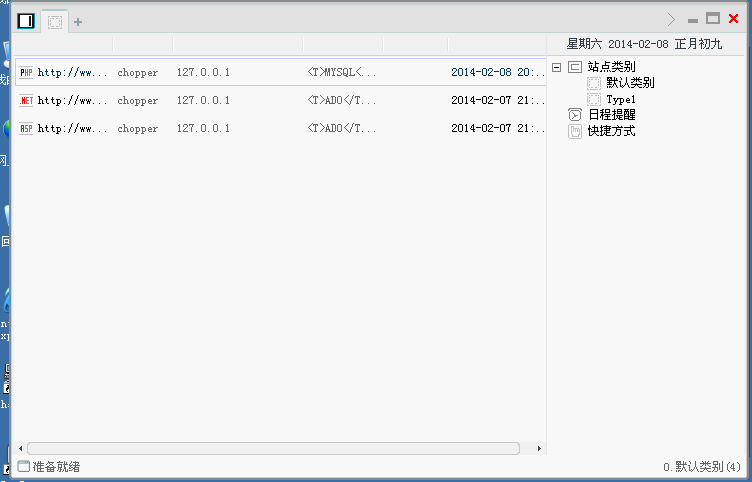 星期六 2014-02-08 正月初九
PHP http://ww... chopper 127.0.0.1 <T>MYSQL<... 2014-02-08 20:..
.NET http://ww... chopper 127.0.0.1 <T>ADO</T... 2014-02-07 21:..
ASP http://ww... chopper 127.0.0.1 <T>ADO</T... 2014-02-07 21:..
站点类别
默认类别
Type1
日程提醒
快捷方式
准备就绪
0.默认类别(4)